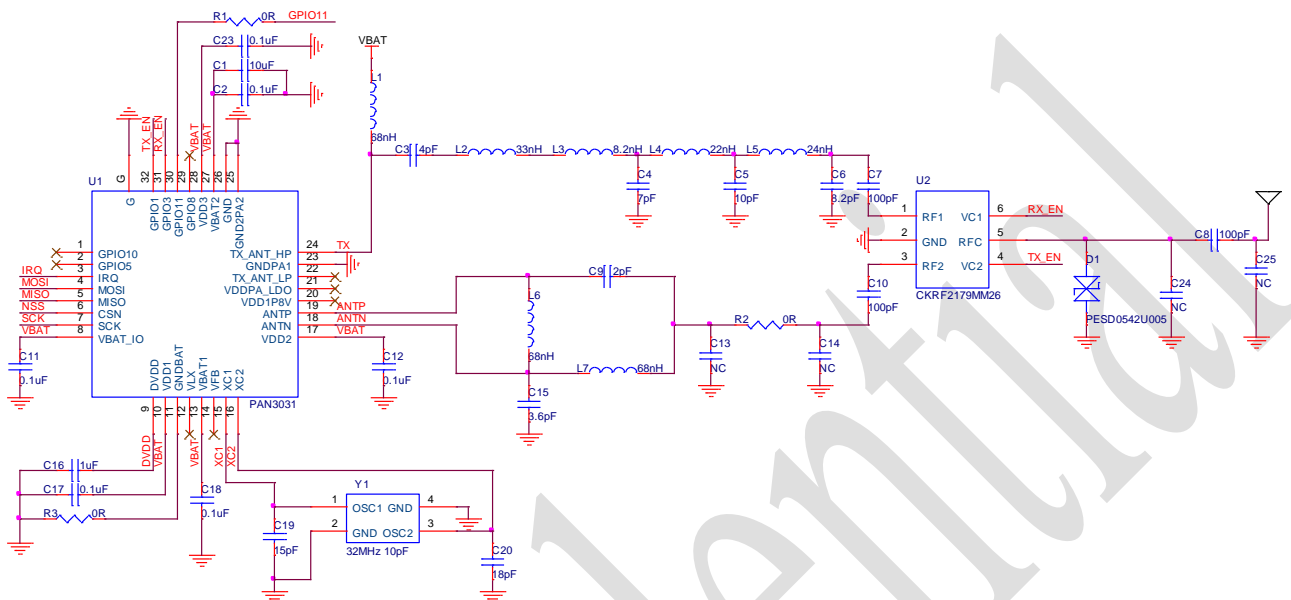 R1 0R GPIO11
C23 0.1uF
C1 10uF
C2 0.1uF
VBAT
L1
68nH
TX_EN
RX_EN
VBAT
VBAT
G
32
31
30
29
28
27
26
25
U1
G
GPIO1
GPIO3
GPIO11
GPIO8
VDD3
VBAT2
GND
GND2PA2
C3 4pF L2 33nH L3 8.2nH L4 22nH L5 24nH
C4
7pF
C5
10pF
C6
8.2pF
C7
100pF
U2
1 RF1 VC1 6 RX_EN
2 GND RFC 5
3 RF2 VC2 4 TX_EN
CKRF2179MM26
C8 100pF
D1
PESD0542U005
C24
NC
C25
NC
1 GPIO10
2 GPIO5
IRQ 3 IRQ
MOSI 4 MOSI
MISO 5 MISO
NSS 6 CSN
SCK 7 SCK
VBAT 8 VBAT_IO
TX_ANT_HP 24 TX
GNDPA1 23
TX_ANT_LP 22
VDDPA_LDO 21
VDD1P8V 20
ANTP 19 ANTP
ANTN 18 ANTN
VDD2 17 VBAT
C11
0.1uF
C12
0.1uF
C9 2pF
L6
68nH
L7 68nH
C15
3.6pF
C13
NC
R2 0R
C14
NC
C10
100pF
DVDD
VDD1
GNDBAT
VLX
VBAT1
VFB
XC1
XC2
PAN3031
9
10
11
12
13
14
15
16
DVDD
VBAT
VBAT
XC1
XC2
C16 1uF
C17 0.1uF
R3 0R
C18
0.1uF
Y1
1 OSC1 GND 4
2 GND OSC2 3
32MHz 10pF
C19
15pF
C20
18pF